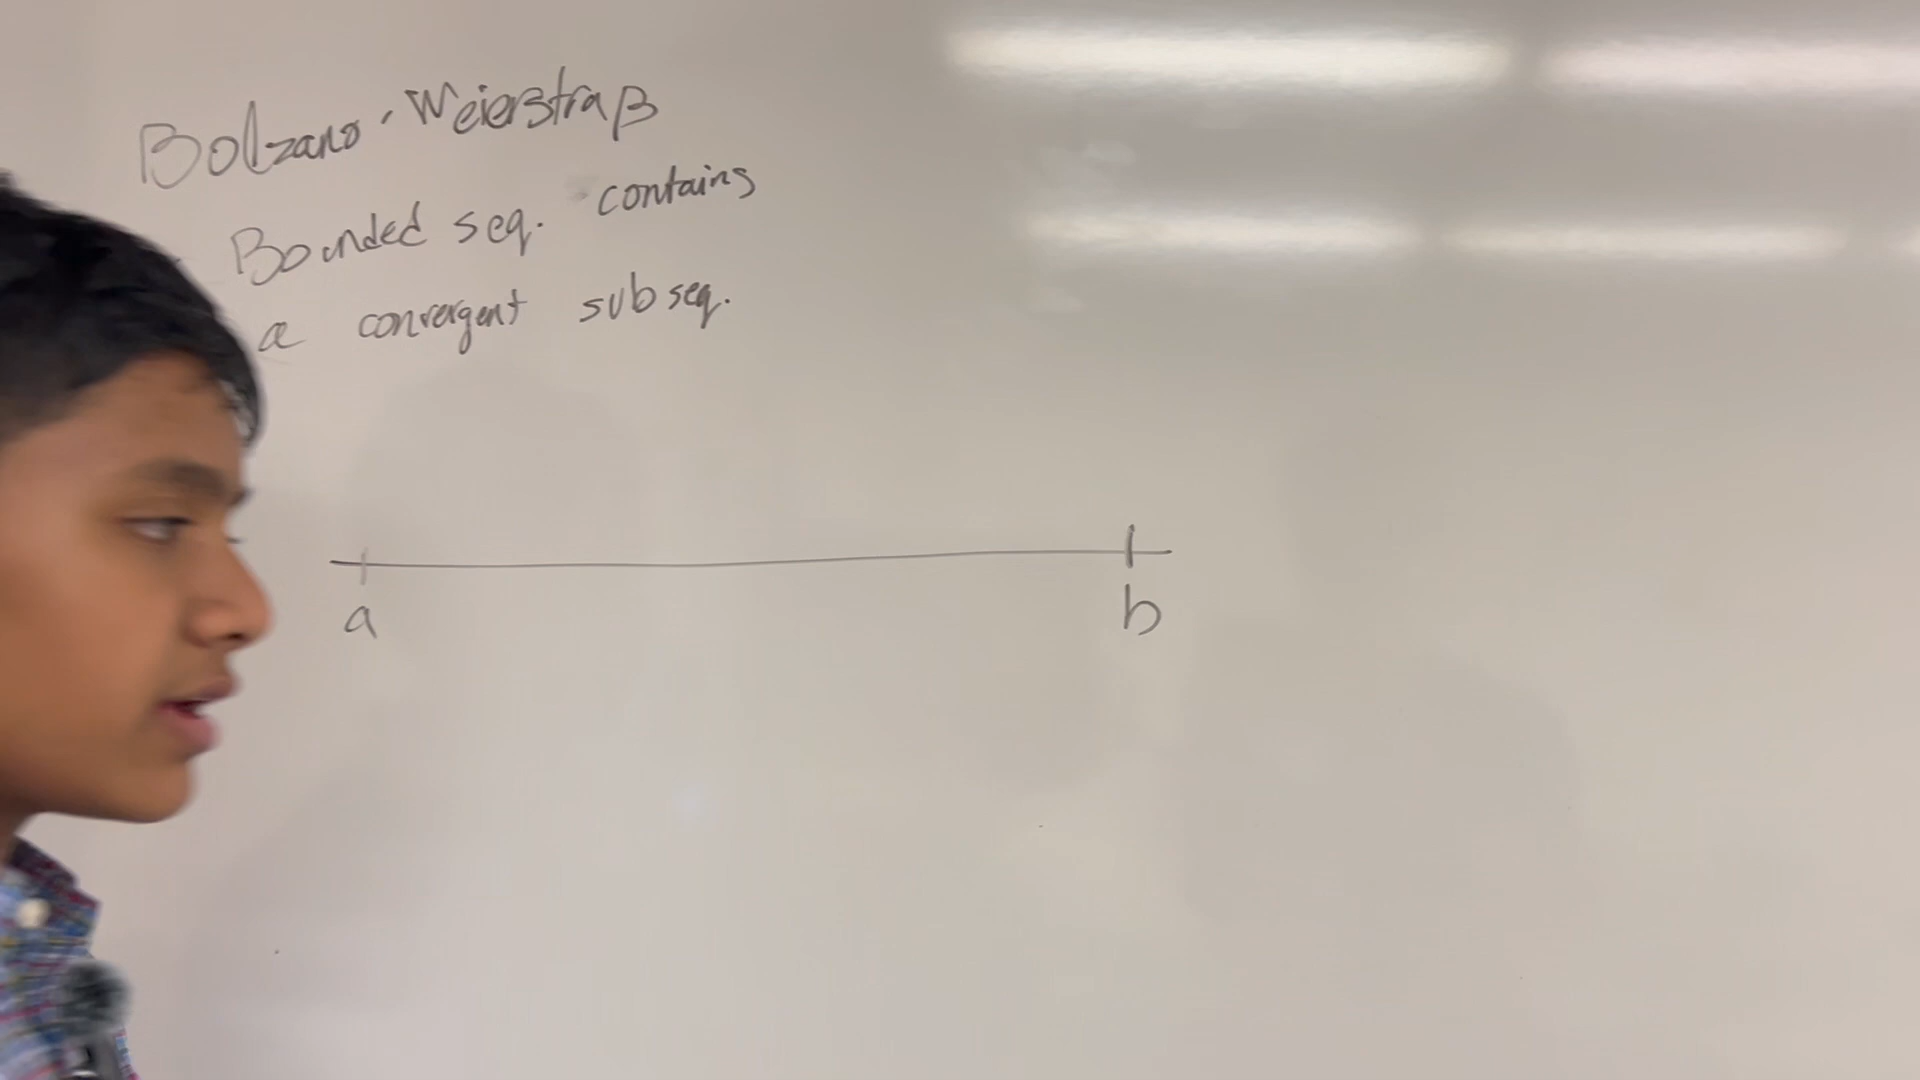 Bolzano-Weierstraß
Bounded seq. contains
a convergent subseq.
a b